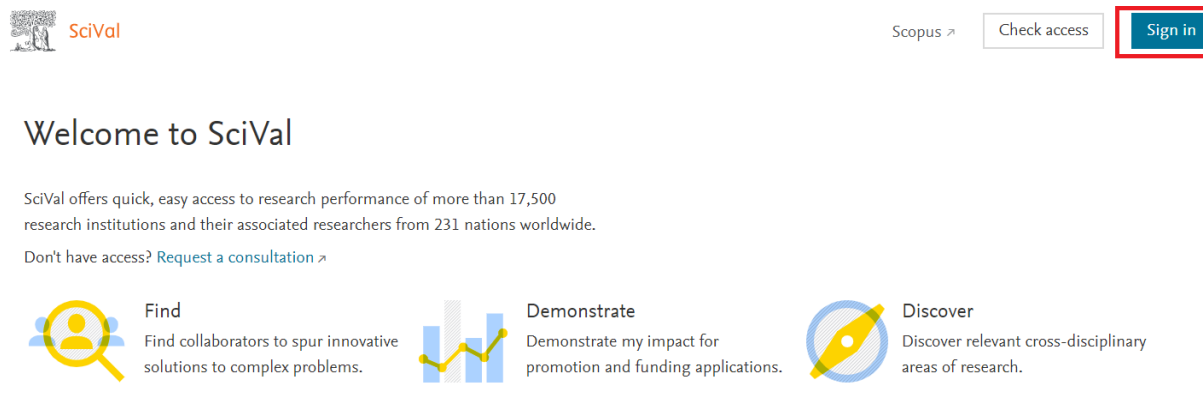 SciVal
Scopus ↗
Check access
Sign in
Welcome to SciVal
SciVal offers quick, easy access to research performance of more than 17,500
research institutions and their associated researchers from 231 nations worldwide.
Don't have access? Request a consultation ↗
Find
Find collaborators to spur innovative
solutions to complex problems.
Demonstrate
Demonstrate my impact for
promotion and funding applications.
Discover
Discover relevant cross-disciplinary
areas of research.